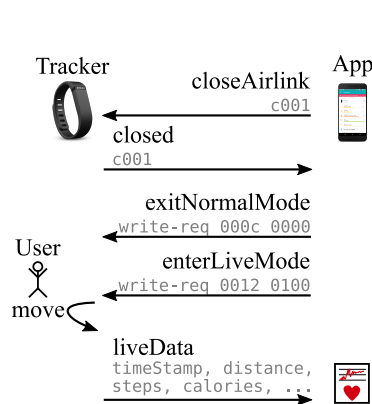 Tracker
App
closeAirlink
c001
closed
c001
exitNormalMode
write-req 000c 0000
User
enterLiveMode
write-req 0012 0100
move
liveData
timeStamp, distance,
steps, calories, ...